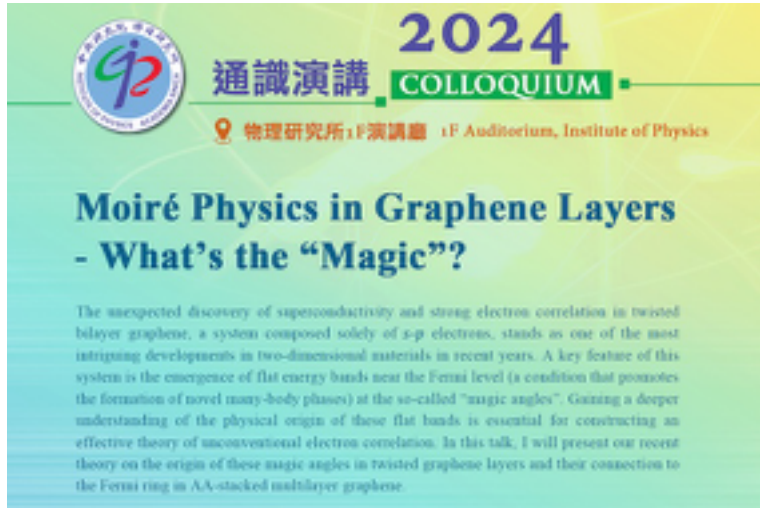 2024
通識演講 COLLOQUIUM
物理研究所1F演講廳 1F Auditorium, Institute of Physics
Moiré Physics in Graphene Layers
- What's the “Magic”?
The unexpected discovery of superconductivity and strong electron correlation in twisted
bilayer graphene, a system composed solely of s-p electrons, stands as one of the most
intriguing developments in two-dimensional materials in recent years. A key feature of this
system is the emergence of flat energy bands near the Fermi level (a condition that promotes
the formation of novel many-body phases) at the so-called “magic angles”. Gaining a deeper
understanding of the physical origin of these flat bands is essential for constructing an
effective theory of unconventional electron correlation. In this talk, I will present our recent
theory on the origin of these magic angles in twisted graphene layers and their connection to
the Fermi ring in AA-stacked multilayer graphene.